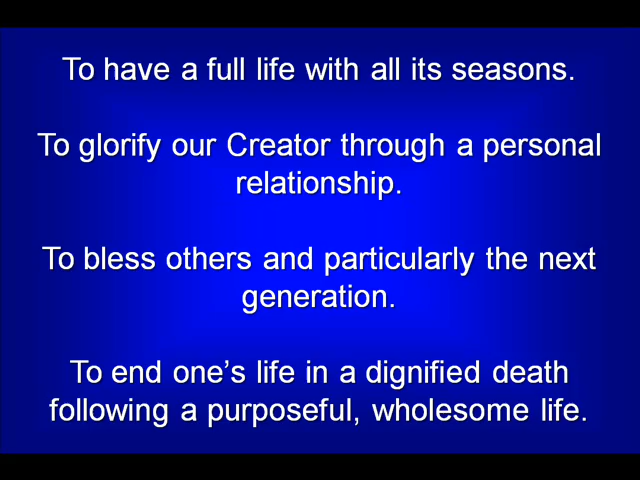 To have a full life with all its seasons.
To glorify our Creator through a personal
relationship.
To bless others and particularly the next
generation.
To end one’s life in a dignified death
following a purposeful, wholesome life.